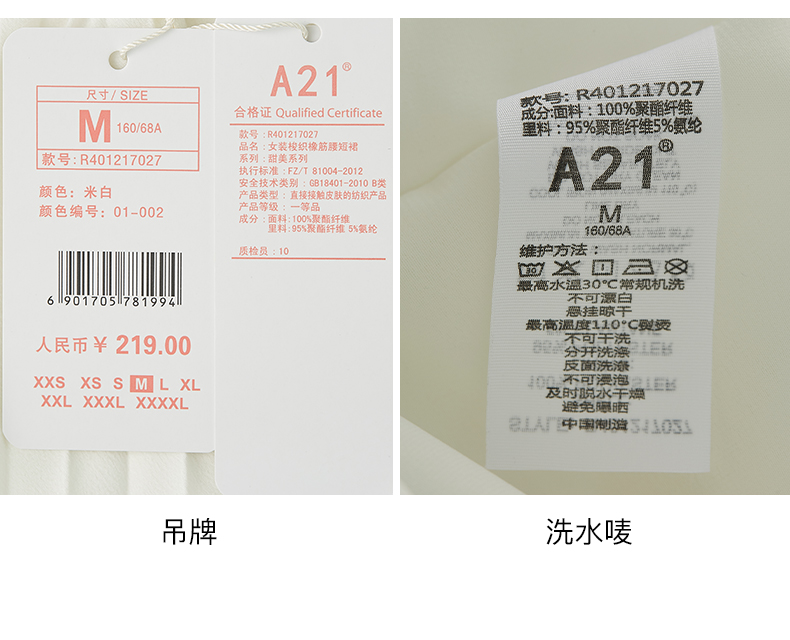 尺寸 / SIZE
M 160/68A
款号: R401217027
颜色: 米白
颜色编号: 01-002
6 901705 781994
人民币 ¥ 219.00
XXS XS S M L XL
XXL XXXL XXXXL
A21®
合格证 Qualified Certificate
款号 : R401217027
品名 : 女装梭织橡筋腰短裙
系列 : 甜美系列
执行标准 : FZ/T 81004-2012
安全技术类别 : GB18401-2010 B类
产品类型 : 直接接触皮肤的纺织产品
产品等级 : 一等品
成分 : 面料:100%聚酯纤维
里料:95%聚酯纤维 5%氨纶
质检员 : 10
款号: R401217027
成分:面料: 100%聚酯纤维
里料: 95%聚酯纤维5%氨纶
A21®
M
160/68A
维护方法:
30
最高水温30°C常规机洗
不可漂白
悬挂晾干
最高温度110°C熨烫
不可干洗
分开洗涤
反面洗涤
不可浸泡
及时脱水干燥
避免曝晒
中国制造
吊牌
洗水唛